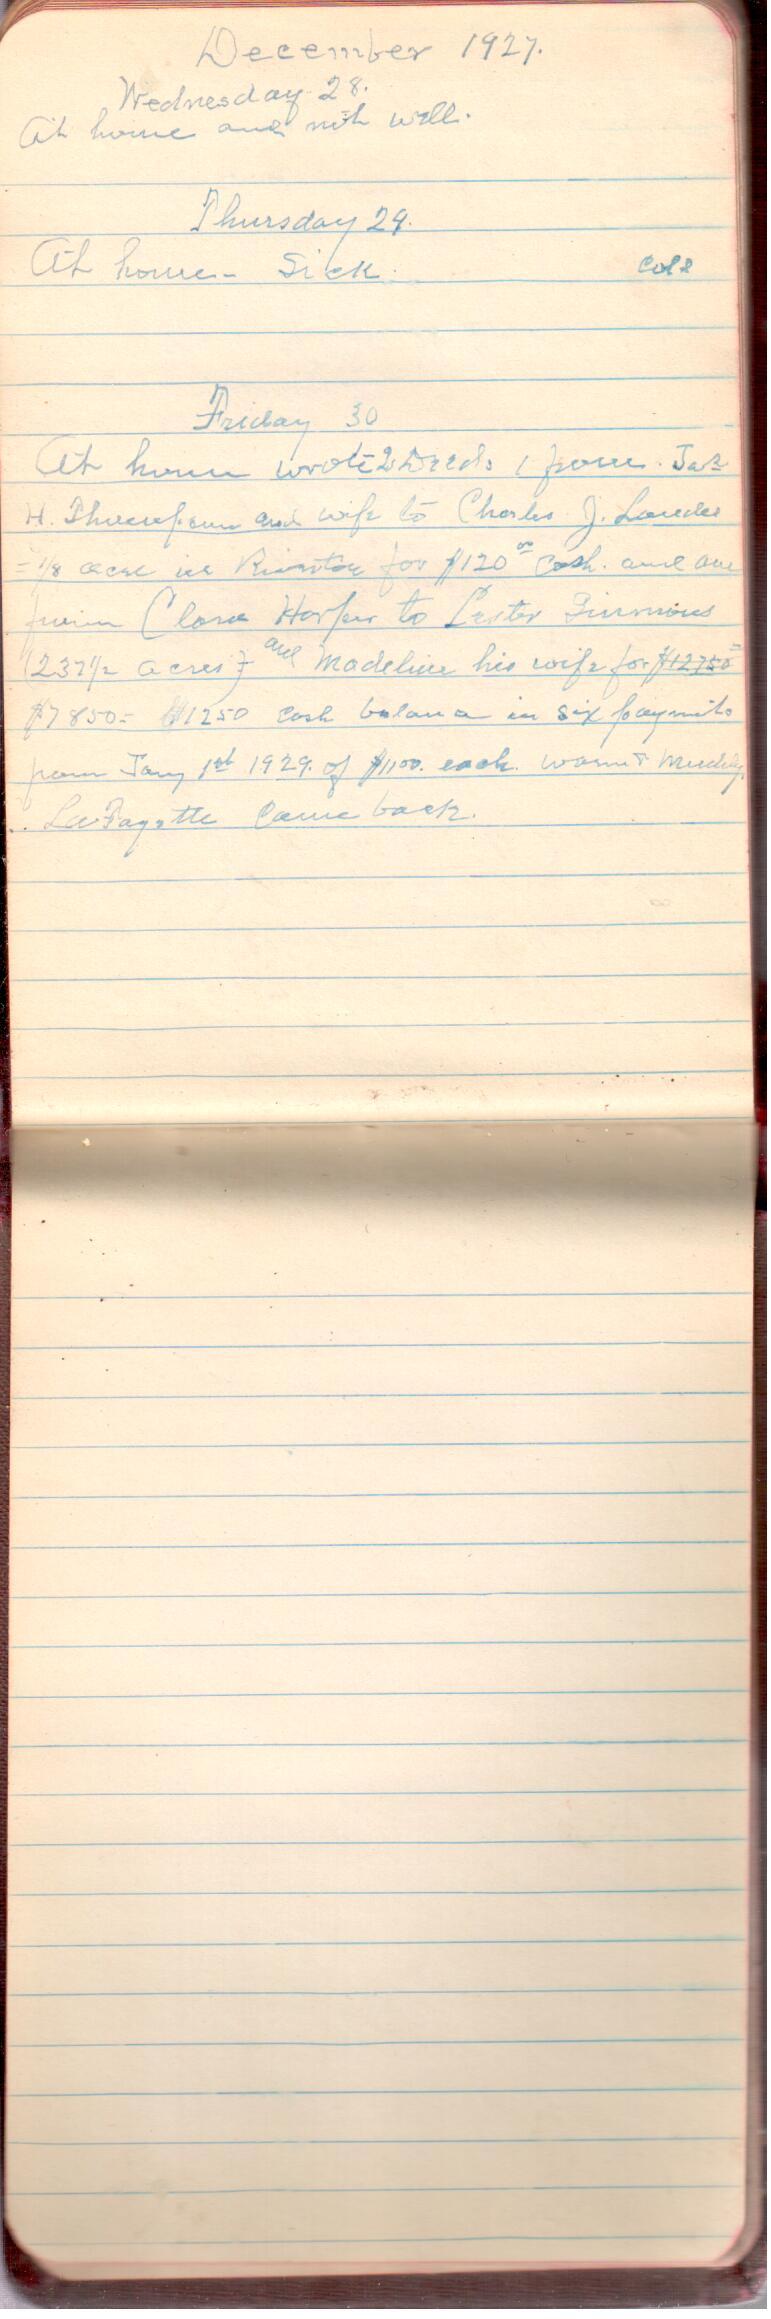 December 1927.
Wednesday 28.
At home and not well.
Thursday 29.
At home - Sick. Cold
Friday 30
At home wrote 2 Deeds 1 from Jas
H. Thompson and wife to Charles J.
= 1/8 acre in for $120 00 cash. and one
from Clara Harper to Lester Simmons
(237 1/2 acres) and Madeline his wife for $12750=
$7850= $1250 cash balance in six payments
from Jany 1st 1929. of $1100. each. warm & Muddy.
LaFayette Came back.